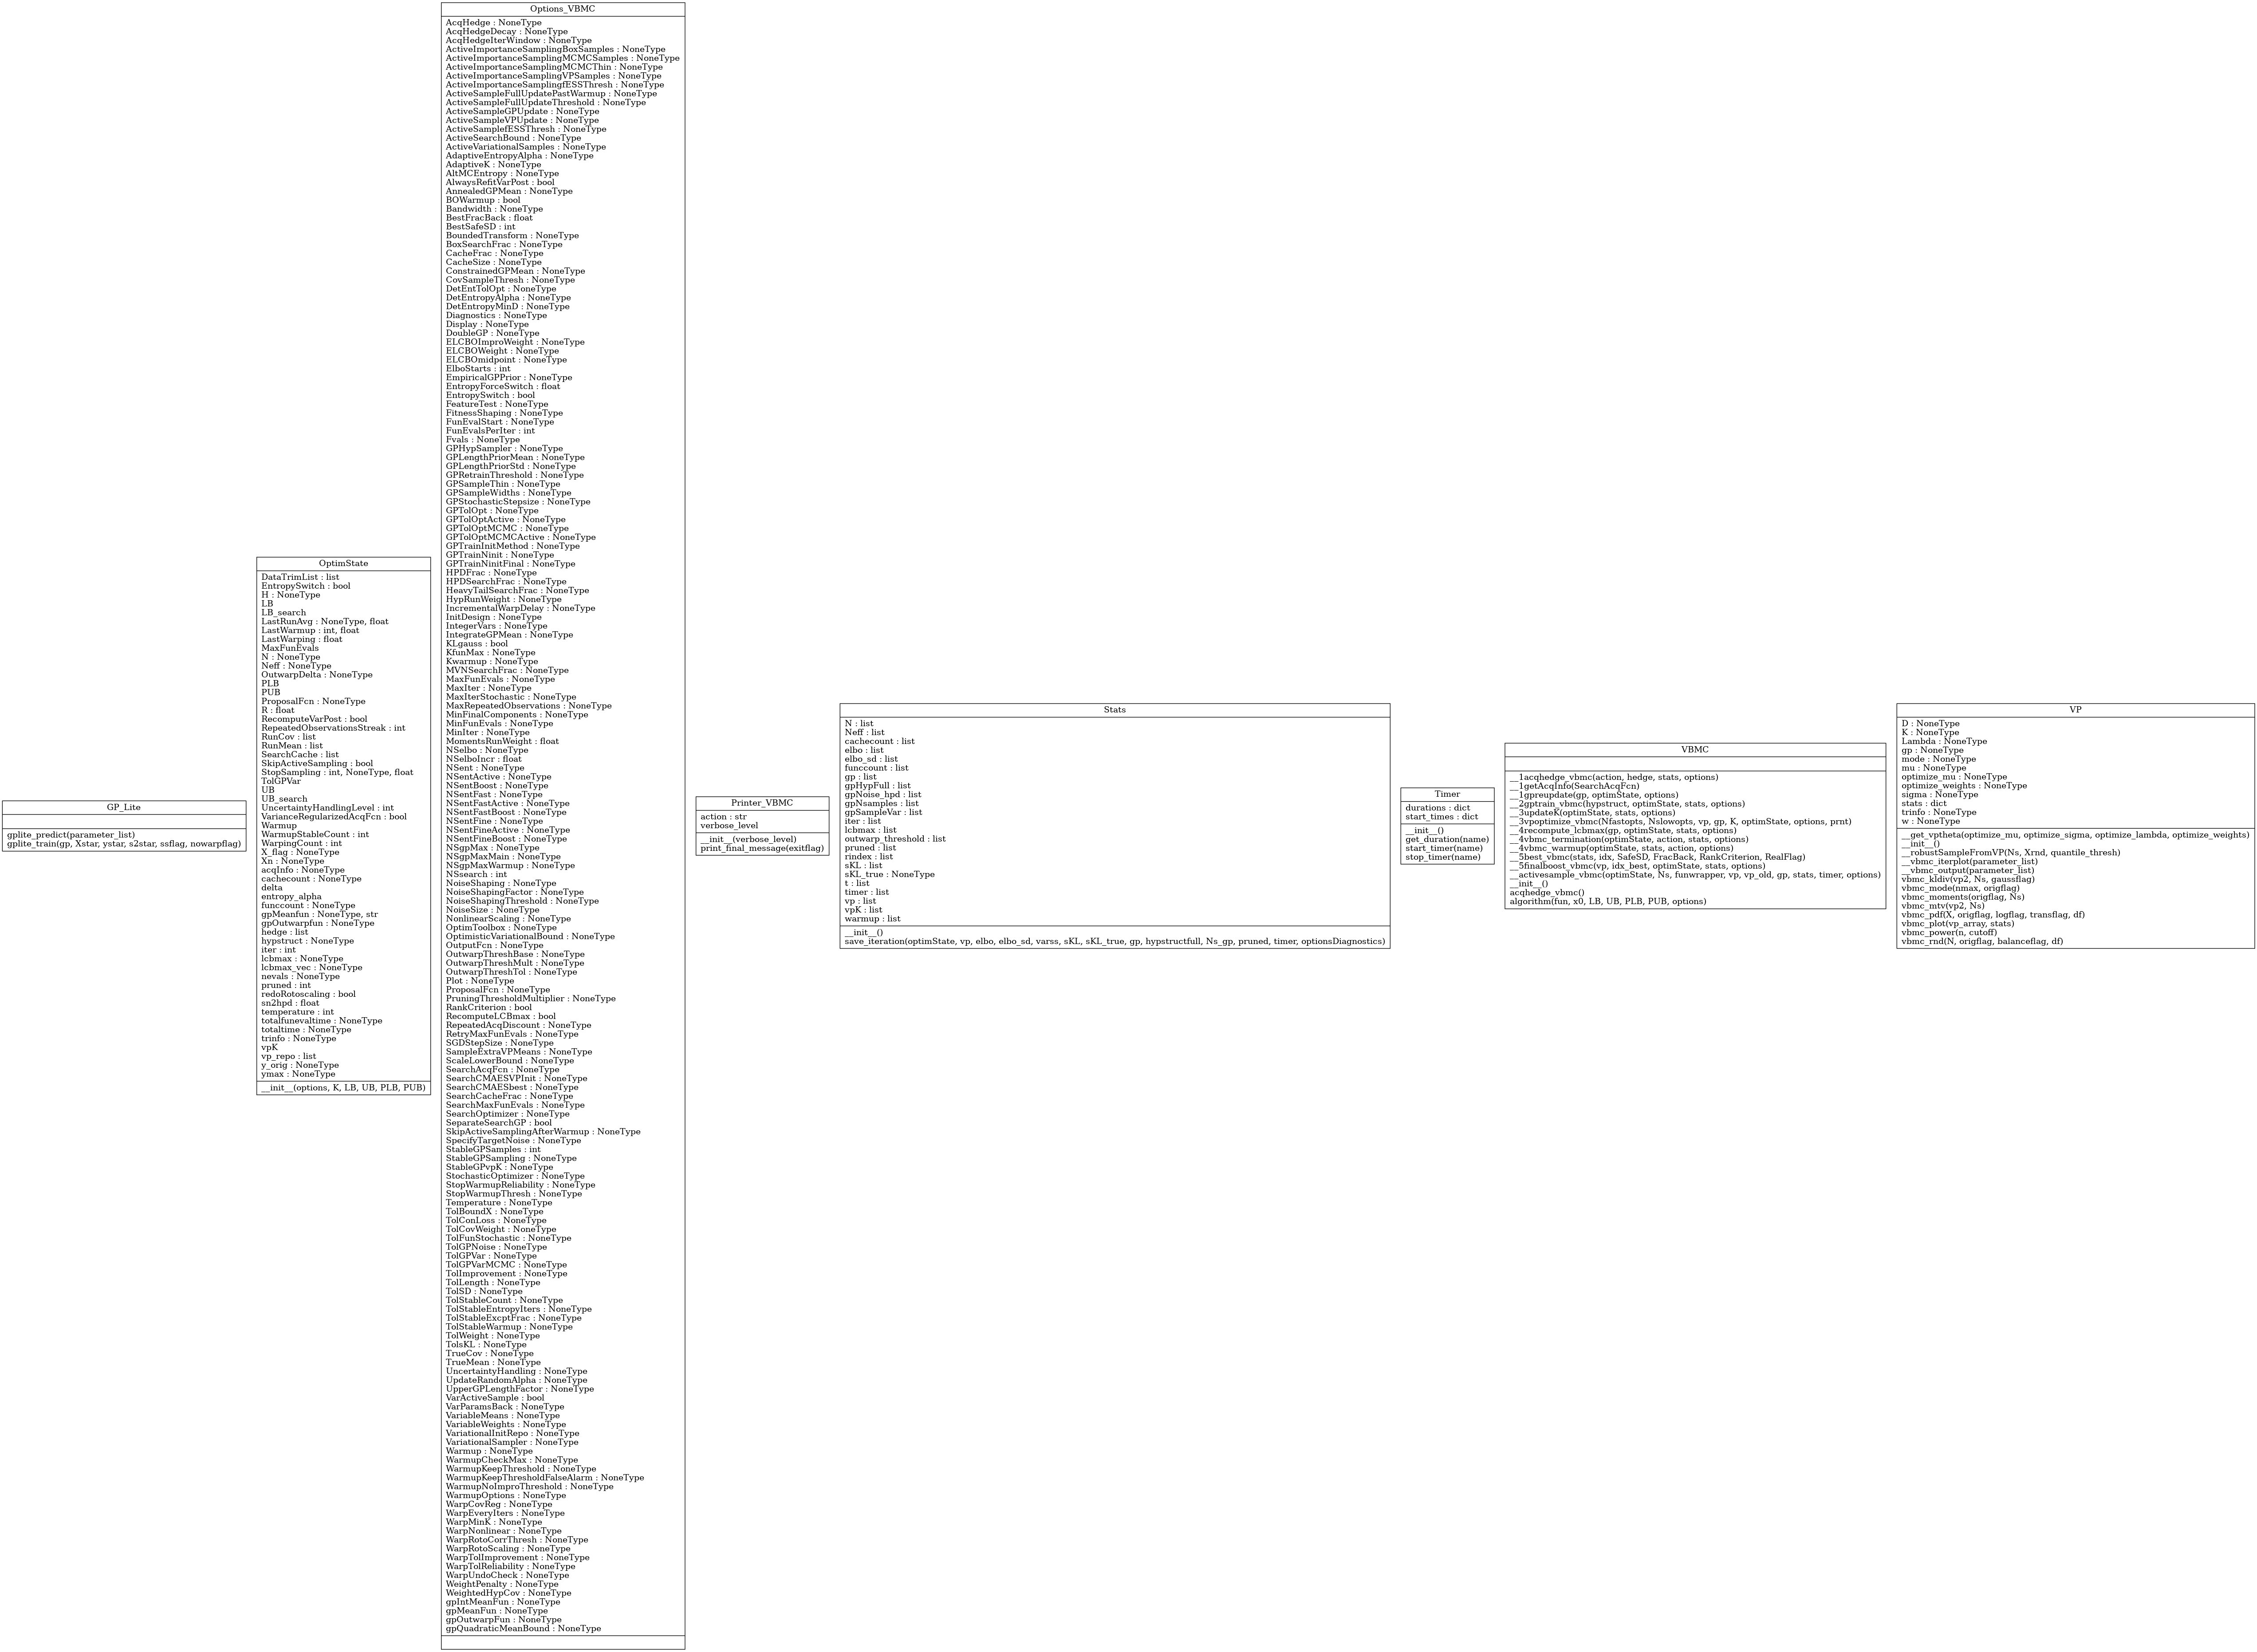 GP_Lite
gplite_predict(parameter_list)
gplite_train(gp, Xstar, ystar, s2star, ssflag, nowarpflag)
OptimState
DataTrimList : list
EntropySwitch : bool
H : NoneType
LB
LB_search
LastRunAvg : NoneType, float
LastWarmup : int, float
LastWarping : float
MaxFunEvals
N : NoneType
Neff : NoneType
OutwarpDelta : NoneType
PLB
PUB
ProposalFcn : NoneType
R : float
RecomputeVarPost : bool
RepeatedObservationsStreak : int
RunCov : list
RunMean : list
SearchCache : list
SkipActiveSampling : bool
StopSampling : int, NoneType, float
TolGPVar
UB
UB_search
UncertaintyHandlingLevel : int
VarianceRegularizedAcqFcn : bool
Warmup
WarmupStableCount : int
WarpingCount : int
X_flag : NoneType
Xn : NoneType
acqInfo : NoneType
cachecount : NoneType
delta
entropy_alpha
funccount : NoneType
gpMeanfun : NoneType, str
gpOutwarpfun : NoneType
hedge : list
hypstruct : NoneType
iter : int
lcbmax : NoneType
lcbmax_vec : NoneType
nevals : NoneType
pruned : int
redoRotoscaling : bool
sn2hpd : float
temperature : int
totalfunevaltime : NoneType
totaltime : NoneType
trinfo : NoneType
vpK
vp_repo : list
y_orig : NoneType
ymax : NoneType
__init__(options, K, LB, UB, PLB, PUB)
Options_VBMC
AcqHedge : NoneType
AcqHedgeDecay : NoneType
AcqHedgeIterWindow : NoneType
ActiveImportanceSamplingBoxSamples : NoneType
ActiveImportanceSamplingMCMCSamples : NoneType
ActiveImportanceSamplingMCMCThin : NoneType
ActiveImportanceSamplingVPSamples : NoneType
ActiveImportanceSamplingfESSThresh : NoneType
ActiveSampleFullUpdatePastWarmup : NoneType
ActiveSampleFullUpdateThreshold : NoneType
ActiveSampleGPUpdate : NoneType
ActiveSampleVPUpdate : NoneType
ActiveSamplefESSThresh : NoneType
ActiveSearchBound : NoneType
ActiveVariationalSamples : NoneType
AdaptiveEntropyAlpha : NoneType
AdaptiveK : NoneType
AltMCEntropy : NoneType
AlwaysRefitVarPost : bool
AnnealedGPMean : NoneType
BOWarmup : bool
Bandwidth : NoneType
BestFracBack : float
BestSafeSD : int
BoundedTransform : NoneType
BoxSearchFrac : NoneType
CacheFrac : NoneType
CacheSize : NoneType
ConstrainedGPMean : NoneType
CovSampleThresh : NoneType
DetEntTolOpt : NoneType
DetEntropyAlpha : NoneType
DetEntropyMinD : NoneType
Diagnostics : NoneType
Display : NoneType
DoubleGP : NoneType
ELCBOImproWeight : NoneType
ELCBOWeight : NoneType
ELCBOmidpoint : NoneType
ElboStarts : int
EmpiricalGPPrior : NoneType
EntropyForceSwitch : float
EntropySwitch : bool
FeatureTest : NoneType
FitnessShaping : NoneType
FunEvalStart : NoneType
FunEvalsPerIter : int
Fvals : NoneType
GPHypSampler : NoneType
GPLengthPriorMean : NoneType
GPLengthPriorStd : NoneType
GPRetrainThreshold : NoneType
GPSampleThin : NoneType
GPSampleWidths : NoneType
GPStochasticStepsize : NoneType
GPTolOpt : NoneType
GPTolOptActive : NoneType
GPTolOptMCMC : NoneType
GPTolOptMCMCActive : NoneType
GPTrainInitMethod : NoneType
GPTrainNinit : NoneType
GPTrainNinitFinal : NoneType
HPDFrac : NoneType
HPDSearchFrac : NoneType
HeavyTailSearchFrac : NoneType
HypRunWeight : NoneType
IncrementalWarpDelay : NoneType
InitDesign : NoneType
IntegerVars : NoneType
IntegrateGPMean : NoneType
KLgauss : bool
KfunMax : NoneType
Kwarmup : NoneType
MVNSearchFrac : NoneType
MaxFunEvals : NoneType
MaxIter : NoneType
MaxIterStochastic : NoneType
MaxRepeatedObservations : NoneType
MinFinalComponents : NoneType
MinFunEvals : NoneType
MinIter : NoneType
MomentsRunWeight : float
NSelbo : NoneType
NSelboIncr : float
NSent : NoneType
NSentActive : NoneType
NSentBoost : NoneType
NSentFast : NoneType
NSentFastActive : NoneType
NSentFastBoost : NoneType
NSentFine : NoneType
NSentFineActive : NoneType
NSentFineBoost : NoneType
NSgpMax : NoneType
NSgpMaxMain : NoneType
NSgpMaxWarmup : NoneType
NSsearch : int
NoiseShaping : NoneType
NoiseShapingFactor : NoneType
NoiseShapingThreshold : NoneType
NoiseSize : NoneType
NonlinearScaling : NoneType
OptimToolbox : NoneType
OptimisticVariationalBound : NoneType
OutputFcn : NoneType
OutwarpThreshBase : NoneType
OutwarpThreshMult : NoneType
OutwarpThreshTol : NoneType
Plot : NoneType
ProposalFcn : NoneType
PruningThresholdMultiplier : NoneType
RankCriterion : bool
RecomputeLCBmax : bool
RepeatedAcqDiscount : NoneType
RetryMaxFunEvals : NoneType
SGDStepSize : NoneType
SampleExtraVPMeans : NoneType
ScaleLowerBound : NoneType
SearchAcqFcn : NoneType
SearchCMAESVPInit : NoneType
SearchCMAESbest : NoneType
SearchCacheFrac : NoneType
SearchMaxFunEvals : NoneType
SearchOptimizer : NoneType
SeparateSearchGP : bool
SkipActiveSamplingAfterWarmup : NoneType
SpecifyTargetNoise : NoneType
StableGPSamples : int
StableGPSampling : NoneType
StableGPvpK : NoneType
StochasticOptimizer : NoneType
StopWarmupReliability : NoneType
StopWarmupThresh : NoneType
Temperature : NoneType
TolBoundX : NoneType
TolConLoss : NoneType
TolCovWeight : NoneType
TolFunStochastic : NoneType
TolGPNoise : NoneType
TolGPVar : NoneType
TolGPVarMCMC : NoneType
TolImprovement : NoneType
TolLength : NoneType
TolSD : NoneType
TolStableCount : NoneType
TolStableEntropyIters : NoneType
TolStableExcptFrac : NoneType
TolStableWarmup : NoneType
TolWeight : NoneType
TolsKL : NoneType
TrueCov : NoneType
TrueMean : NoneType
UncertaintyHandling : NoneType
UpdateRandomAlpha : NoneType
UpperGPLengthFactor : NoneType
VarActiveSample : bool
VarParamsBack : NoneType
VariableMeans : NoneType
VariableWeights : NoneType
VariationalInitRepo : NoneType
VariationalSampler : NoneType
Warmup : NoneType
WarmupCheckMax : NoneType
WarmupKeepThreshold : NoneType
WarmupKeepThresholdFalseAlarm : NoneType
WarmupNoImproThreshold : NoneType
WarmupOptions : NoneType
WarpCovReg : NoneType
WarpEveryIters : NoneType
WarpMinK : NoneType
WarpNonlinear : NoneType
WarpRotoCorrThresh : NoneType
WarpRotoScaling : NoneType
WarpTolImprovement : NoneType
WarpTolReliability : NoneType
WarpUndoCheck : NoneType
WeightPenalty : NoneType
WeightedHypCov : NoneType
gpIntMeanFun : NoneType
gpMeanFun : NoneType
gpOutwarpFun : NoneType
gpQuadraticMeanBound : NoneType
Printer_VBMC
action : str
verbose_level
__init__(verbose_level)
print_final_message(exitflag)
Stats
N : list
Neff : list
cachecount : list
elbo : list
elbo_sd : list
funccount : list
gp : list
gpHypFull : list
gpNoise_hpd : list
gpNsamples : list
gpSampleVar : list
iter : list
lcbmax : list
outwarp_threshold : list
pruned : list
rindex : list
sKL : list
sKL_true : NoneType
t : list
timer : list
vp : list
vpK : list
warmup : list
__init__()
save_iteration(optimState, vp, elbo, elbo_sd, varss, sKL, sKL_true, gp, hypstructfull, Ns_gp, pruned, timer, optionsDiagnostics)
Timer
durations : dict
start_times : dict
__init__()
get_duration(name)
start_timer(name)
stop_timer(name)
VBMC
__1acqhedge_vbmc(action, hedge, stats, options)
__1getAcqInfo(SearchAcqFcn)
__1gpreupdate(gp, optimState, options)
__2gptrain_vbmc(hypstruct, optimState, stats, options)
__3updateK(optimState, stats, options)
__3vpoptimize_vbmc(Nfastopts, Nslowopts, vp, gp, K, optimState, options, prnt)
__4recompute_lcbmax(gp, optimState, stats, options)
__4vbmc_termination(optimState, action, stats, options)
__4vbmc_warmup(optimState, stats, action, options)
__5best_vbmc(stats, idx, SafeSD, FracBack, RankCriterion, RealFlag)
__5finalboost_vbmc(vp, idx_best, optimState, stats, options)
__activesample_vbmc(optimState, Ns, funwrapper, vp, vp_old, gp, stats, timer, options)
__init__()
acqhedge_vbmc()
algorithm(fun, x0, LB, UB, PLB, PUB, options)
VP
D : NoneType
K : NoneType
Lambda : NoneType
gp : NoneType
mode : NoneType
mu : NoneType
optimize_mu : NoneType
optimize_weights : NoneType
sigma : NoneType
stats : dict
trinfo : NoneType
w : NoneType
__get_vptheta(optimize_mu, optimize_sigma, optimize_lambda, optimize_weights)
__init__()
__robustSampleFromVP(Ns, Xrnd, quantile_thresh)
__vbmc_iterplot(parameter_list)
__vbmc_output(parameter_list)
vbmc_kldiv(vp2, Ns, gaussflag)
vbmc_mode(nmax, origflag)
vbmc_moments(origflag, Ns)
vbmc_mtv(vp2, Ns)
vbmc_pdf(X, origflag, logflag, transflag, df)
vbmc_plot(vp_array, stats)
vbmc_power(n, cutoff)
vbmc_rnd(N, origflag, balanceflag, df)